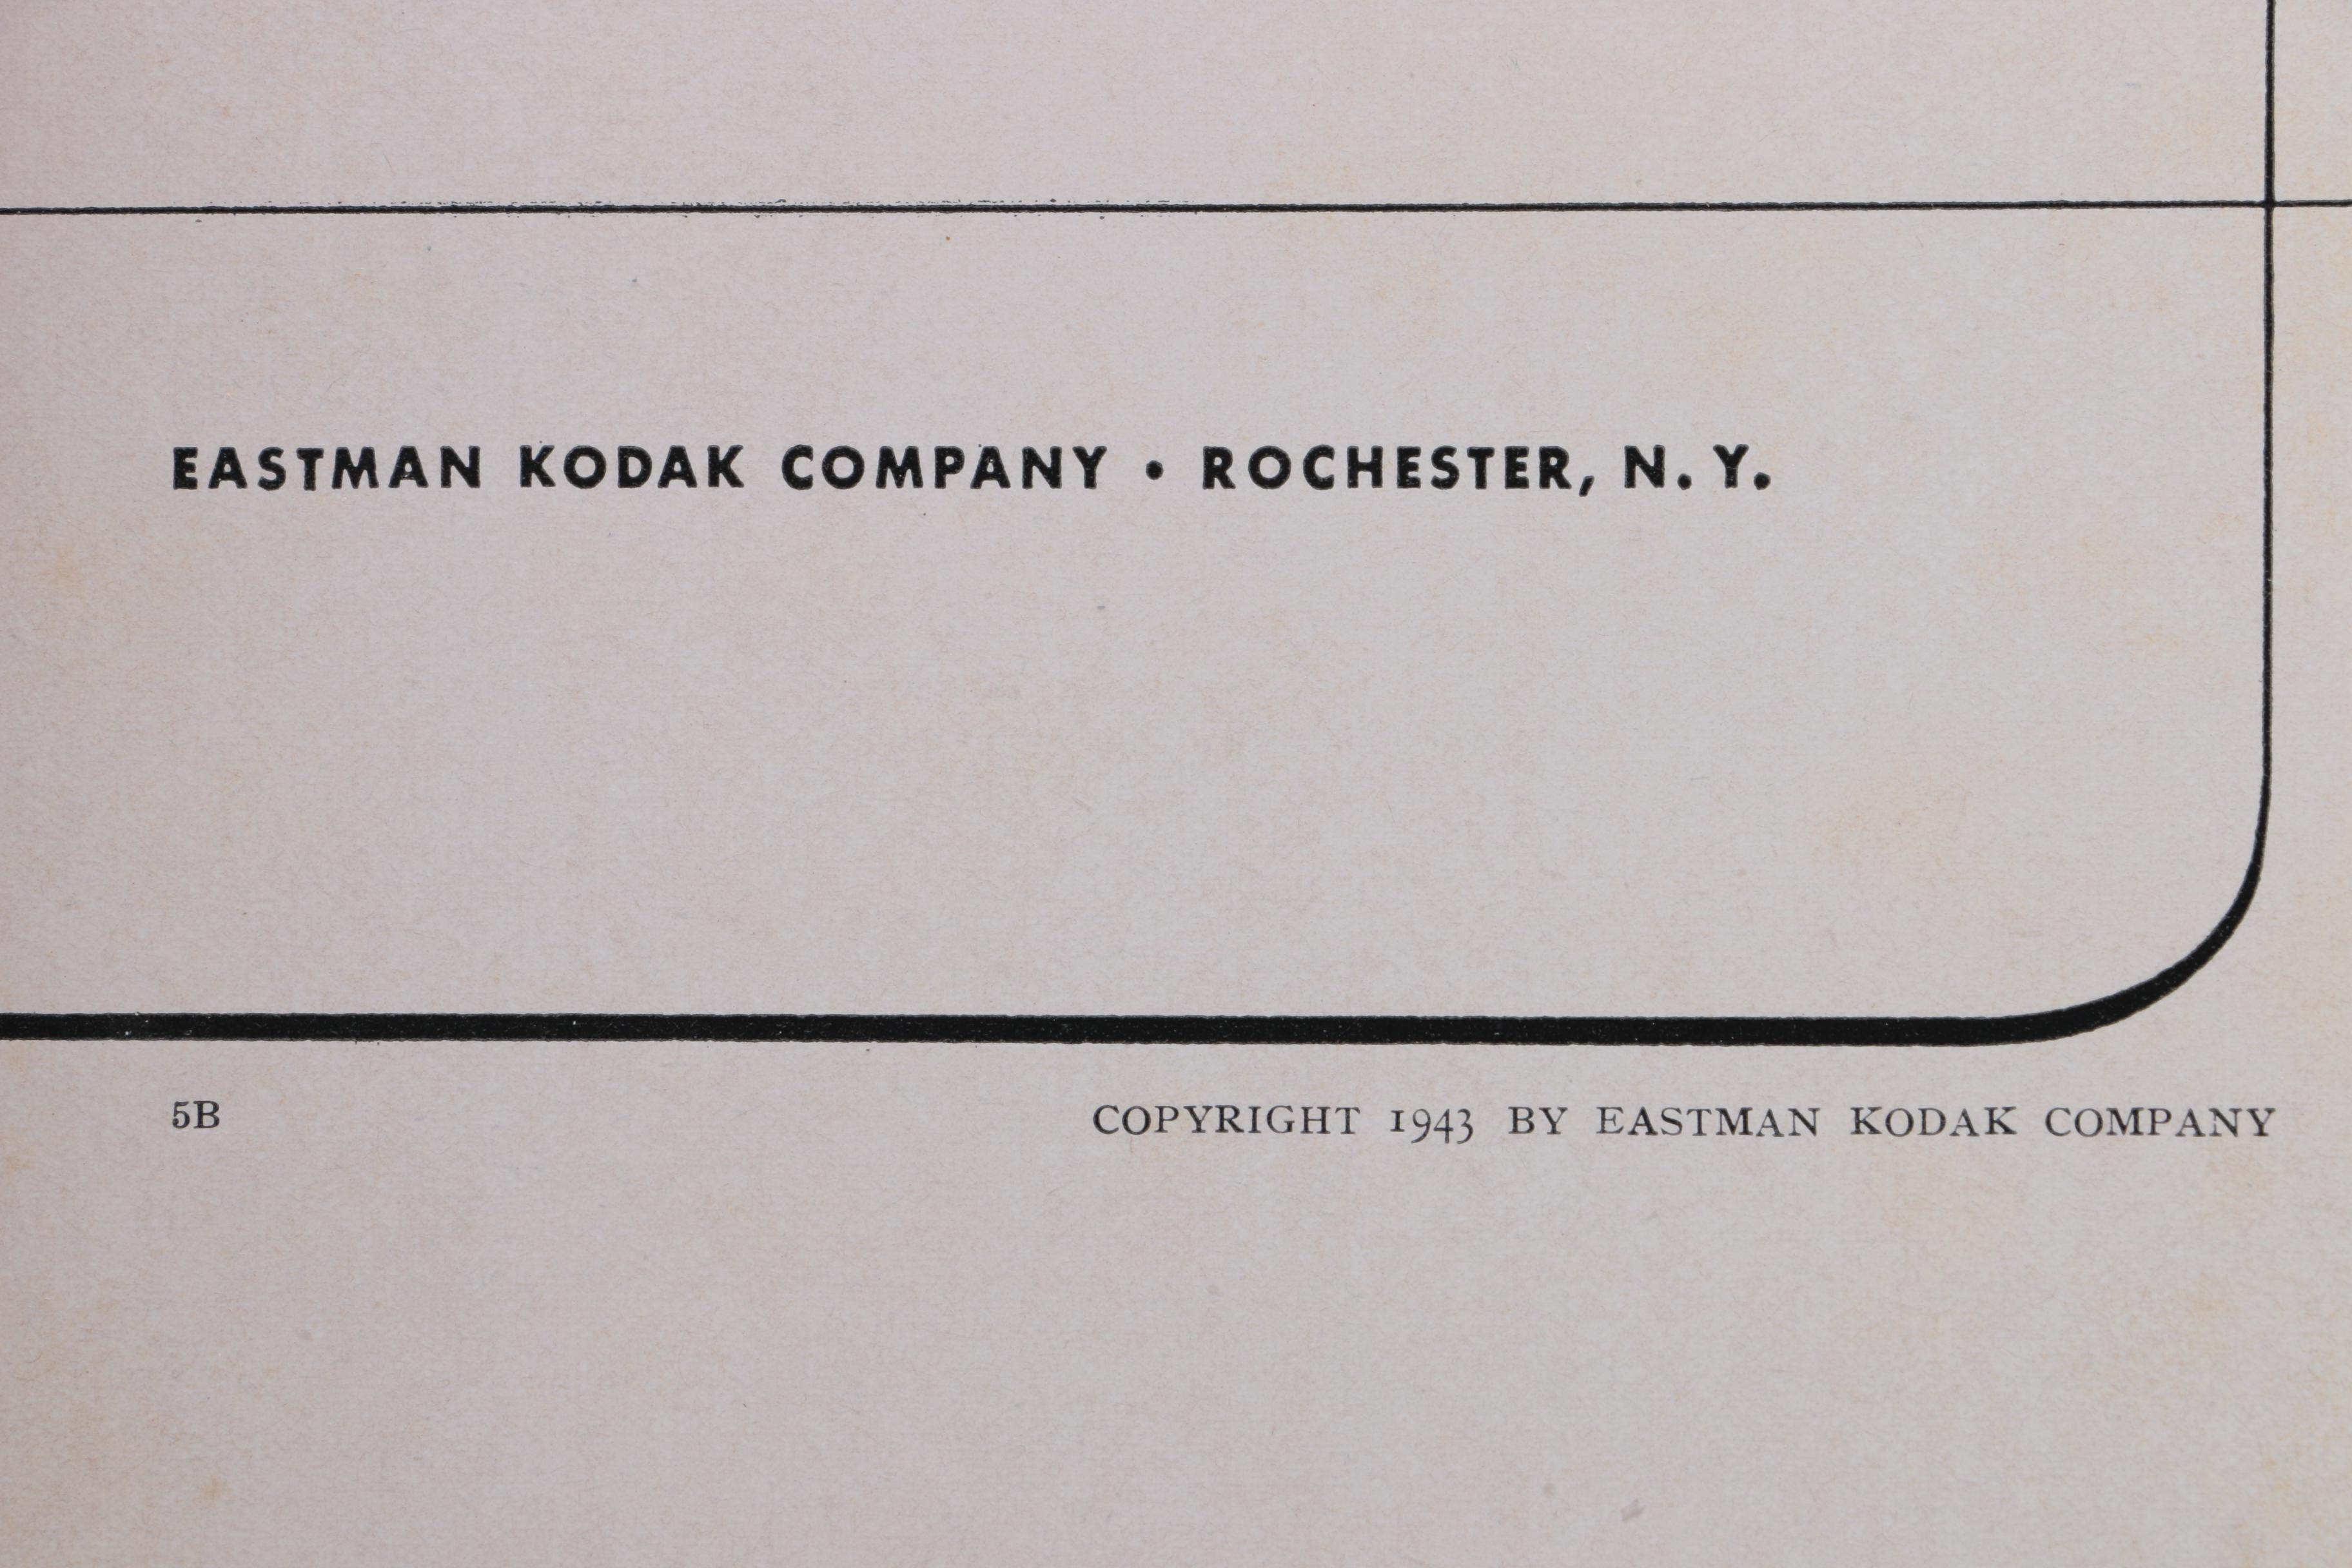 EASTMAN KODAK COMPANY • ROCHESTER, N. Y.
5B
COPYRIGHT 1943 BY EASTMAN KODAK COMPANY